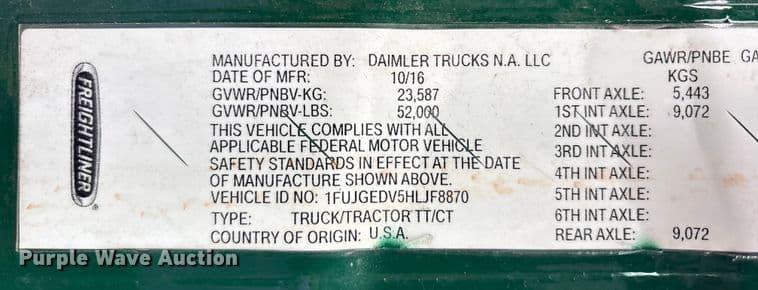 FREIGHTLINER
MANUFACTURED BY: DAIMLER TRUCKS N.A. LLC
DATE OF MFR: 10/16
GVWR/PNBV-KG: 23,587
GVWR/PNBV-LBS: 52,000
THIS VEHICLE COMPLIES WITH ALL
APPLICABLE FEDERAL MOTOR VEHICLE
SAFETY STANDARDS IN EFFECT AT THE DATE
OF MANUFACTURE SHOWN ABOVE.
VEHICLE ID NO: 1FUJGEDV5HLJF8870
TYPE: TRUCK/TRACTOR TT/CT
COUNTRY OF ORIGIN: U.S.A.
GAWR/PNBE GA
KGS
FRONT AXLE: 5,443
1ST INT AXLE: 9,072
2ND INT AXLE:
3RD INT AXLE:
4TH INT AXLE:
5TH INT AXLE:
6TH INT AXLE:
REAR AXLE: 9,072
Purple Wave Auction